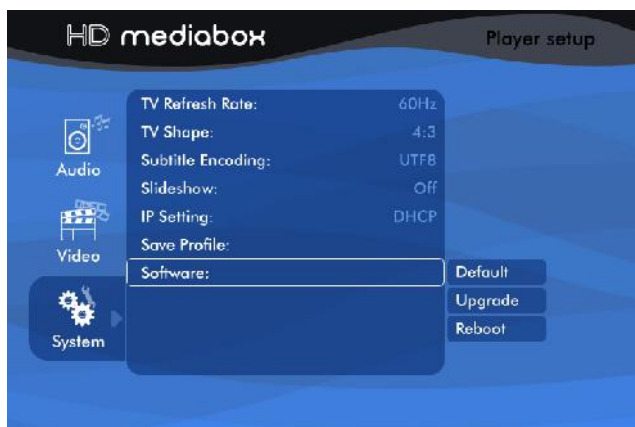 HD mediabox
Player setup
Audio
Video
System
TV Refresh Rate: 60Hz
TV Shape: 4:3
Subtitle Encoding: UTF8
Slideshow: Off
IP Setting: DHCP
Save Profile:
Software:
Default
Upgrade
Reboot